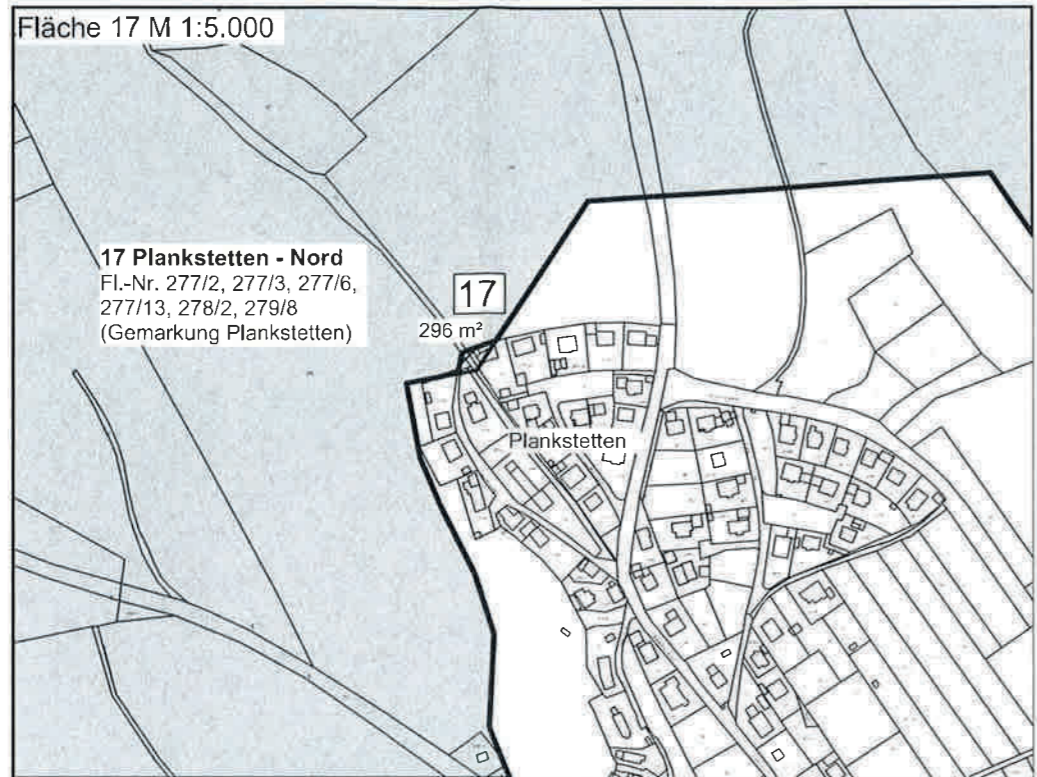 Fläche 17 M 1:5.000
17 Plankstetten - Nord
Fl.-Nr. 277/2, 277/3, 277/6,
277/13, 278/2, 279/8
(Gemarkung Plankstetten)
17
296 m²
Plankstetten